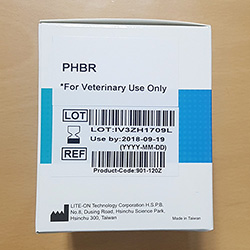 PHBR
*For Veterinary Use Only
LOT
LOT:IV3ZH1709L
Use by:2018-09-19
(YYYY-MM-DD)
REF
Product-Code:901-120Z
LITE-ON Technology Corporation H.S.P.B.
No.8, Dusing Road, Hsinchu Science Park,
Hsinchu 300, Taiwan
Made in Taiwan